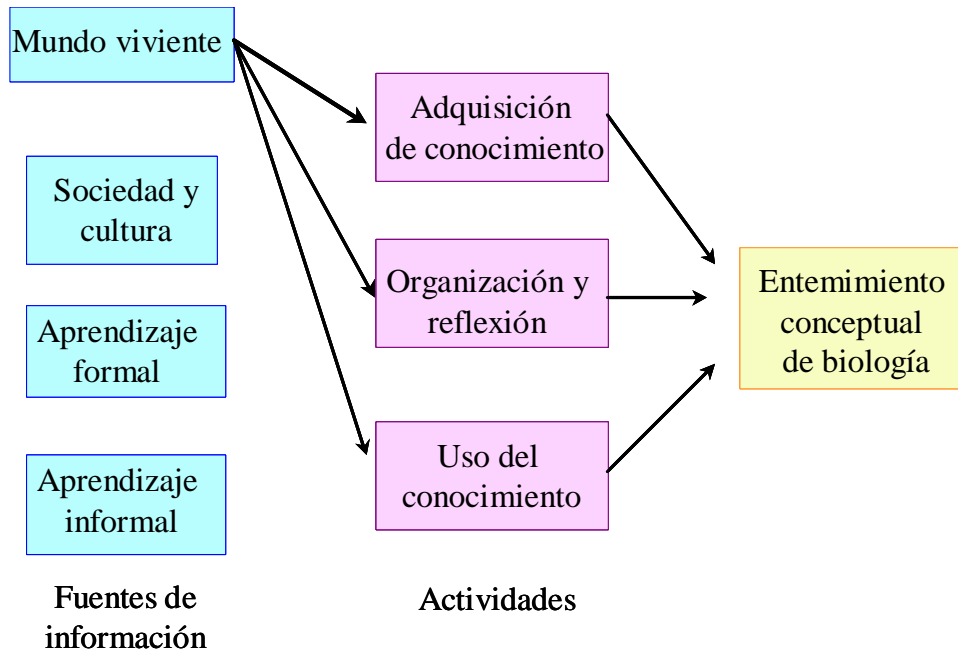 Mundo viviente
Sociedad y
cultura
Aprendizaje
formal
Aprendizaje
informal
Fuentes de
información
Adquisición
de conocimiento
Organización y
reflexión
Uso del
conocimiento
Actividades
Entemimiento
conceptual
de biología